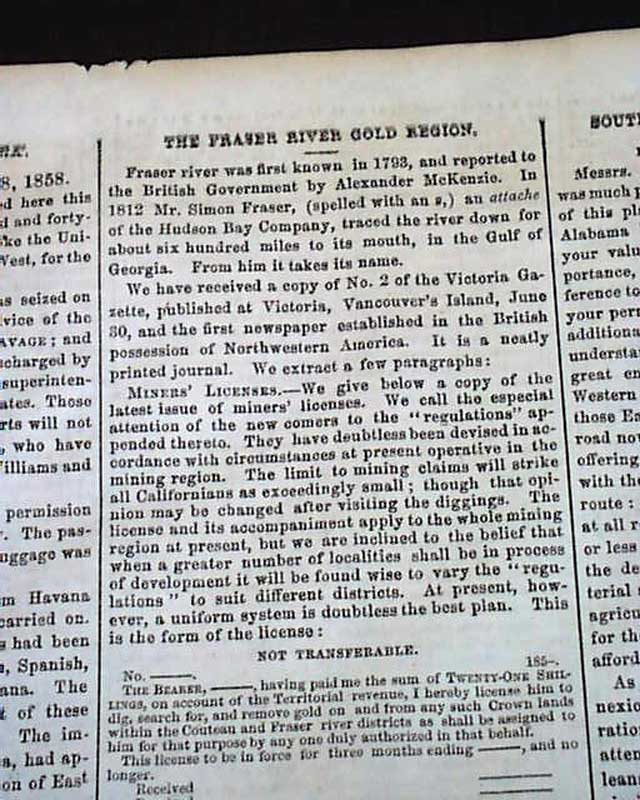 8, 1858.
ed here this
d and forty-
ke the Uni-
West, for the
as seized on
vice of the
AVAGE; and
scharged by
superinten-
ates. These
rts will not
who have
Williams and
permission
The pas-
uggage was
m Havana
carried on.
s had been
s, Spanish,
ana. The
t of these
The im-
a, had ap-
on of East
THE FRASER RIVER GOLD REGION.
Fraser river was first known in 1793, and reported to
the British Government by Alexander McKenzie. In
1812 Mr. Simon Fraser, (spelled with an s,) an attache
of the Hudson Bay Company, traced the river down for
about six hundred miles to its mouth, in the Gulf of
Georgia. From him it takes its name.
We have received a copy of No. 2 of the Victoria Ga-
zette, published at Victoria, Vancouver's Island, June
30, and the first newspaper established in the British
possession of Northwestern America. It is a neatly
printed journal. We extract a few paragraphs:
MINERS' LICENSES.—We give below a copy of the
latest issue of miners' licenses. We call the especial
attention of the new comers to the "regulations" ap-
pended thereto. They have doubtless been devised in ac-
cordance with circumstances at present operative in the
mining region. The limit to mining claims will strike
all Californians as exceedingly small; though that opi-
nion may be changed after visiting the diggings. The
license and its accompaniment apply to the whole mining
region at present, but we are inclined to the belief that
when a greater number of localities shall be in process
of development it will be found wise to vary the "regu-
lations" to suit different districts. At present, how-
ever, a uniform system is doubtless the best plan. This
is the form of the license:
NOT TRANSFERABLE.
No. ——. 185-.
THE BEARER, ——, having paid me the sum of TWENTY-ONE SHIL-
LINGS, on account of the Territorial revenue, I hereby license him to
dig, search for, and remove gold on and from any such Crown lands
within the Couteau and Fraser river districts as shall be assigned to
him for that purpose by any one duly authorized in that behalf.
This license to be in force for three months ending ——, and no
longer.
Received
SOUTH
Messrs.
was much p
of this pl
Alabama
your valu
portance,
ference to
your perm
additiona
understan
great en
Western
those Eas
road now
offering
with the
route:
at all r
or less
the de
terial s
agricu
for the
afford
As
nexio
ratio
atten
leans